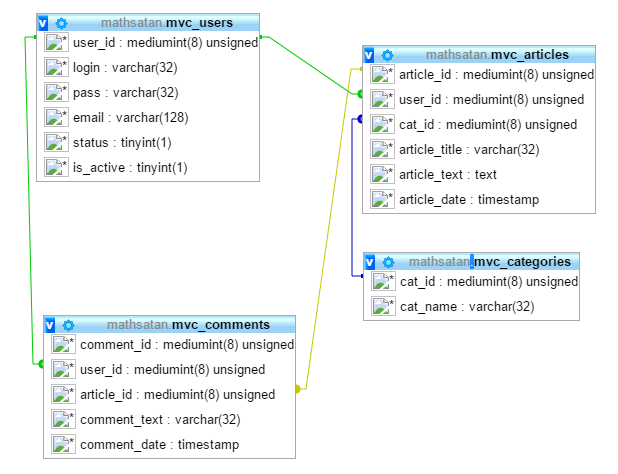 v mathsatan.mvc_users
user_id : mediumint(8) unsigned
login : varchar(32)
pass : varchar(32)
email : varchar(128)
status : tinyint(1)
is_active : tinyint(1)
v mathsatan.mvc_articles
article_id : mediumint(8) unsigned
user_id : mediumint(8) unsigned
cat_id : mediumint(8) unsigned
article_title : varchar(32)
article_text : text
article_date : timestamp
v mathsatan.mvc_categories
cat_id : mediumint(8) unsigned
cat_name : varchar(32)
v mathsatan.mvc_comments
comment_id : mediumint(8) unsigned
user_id : mediumint(8) unsigned
article_id : mediumint(8) unsigned
comment_text : varchar(32)
comment_date : timestamp